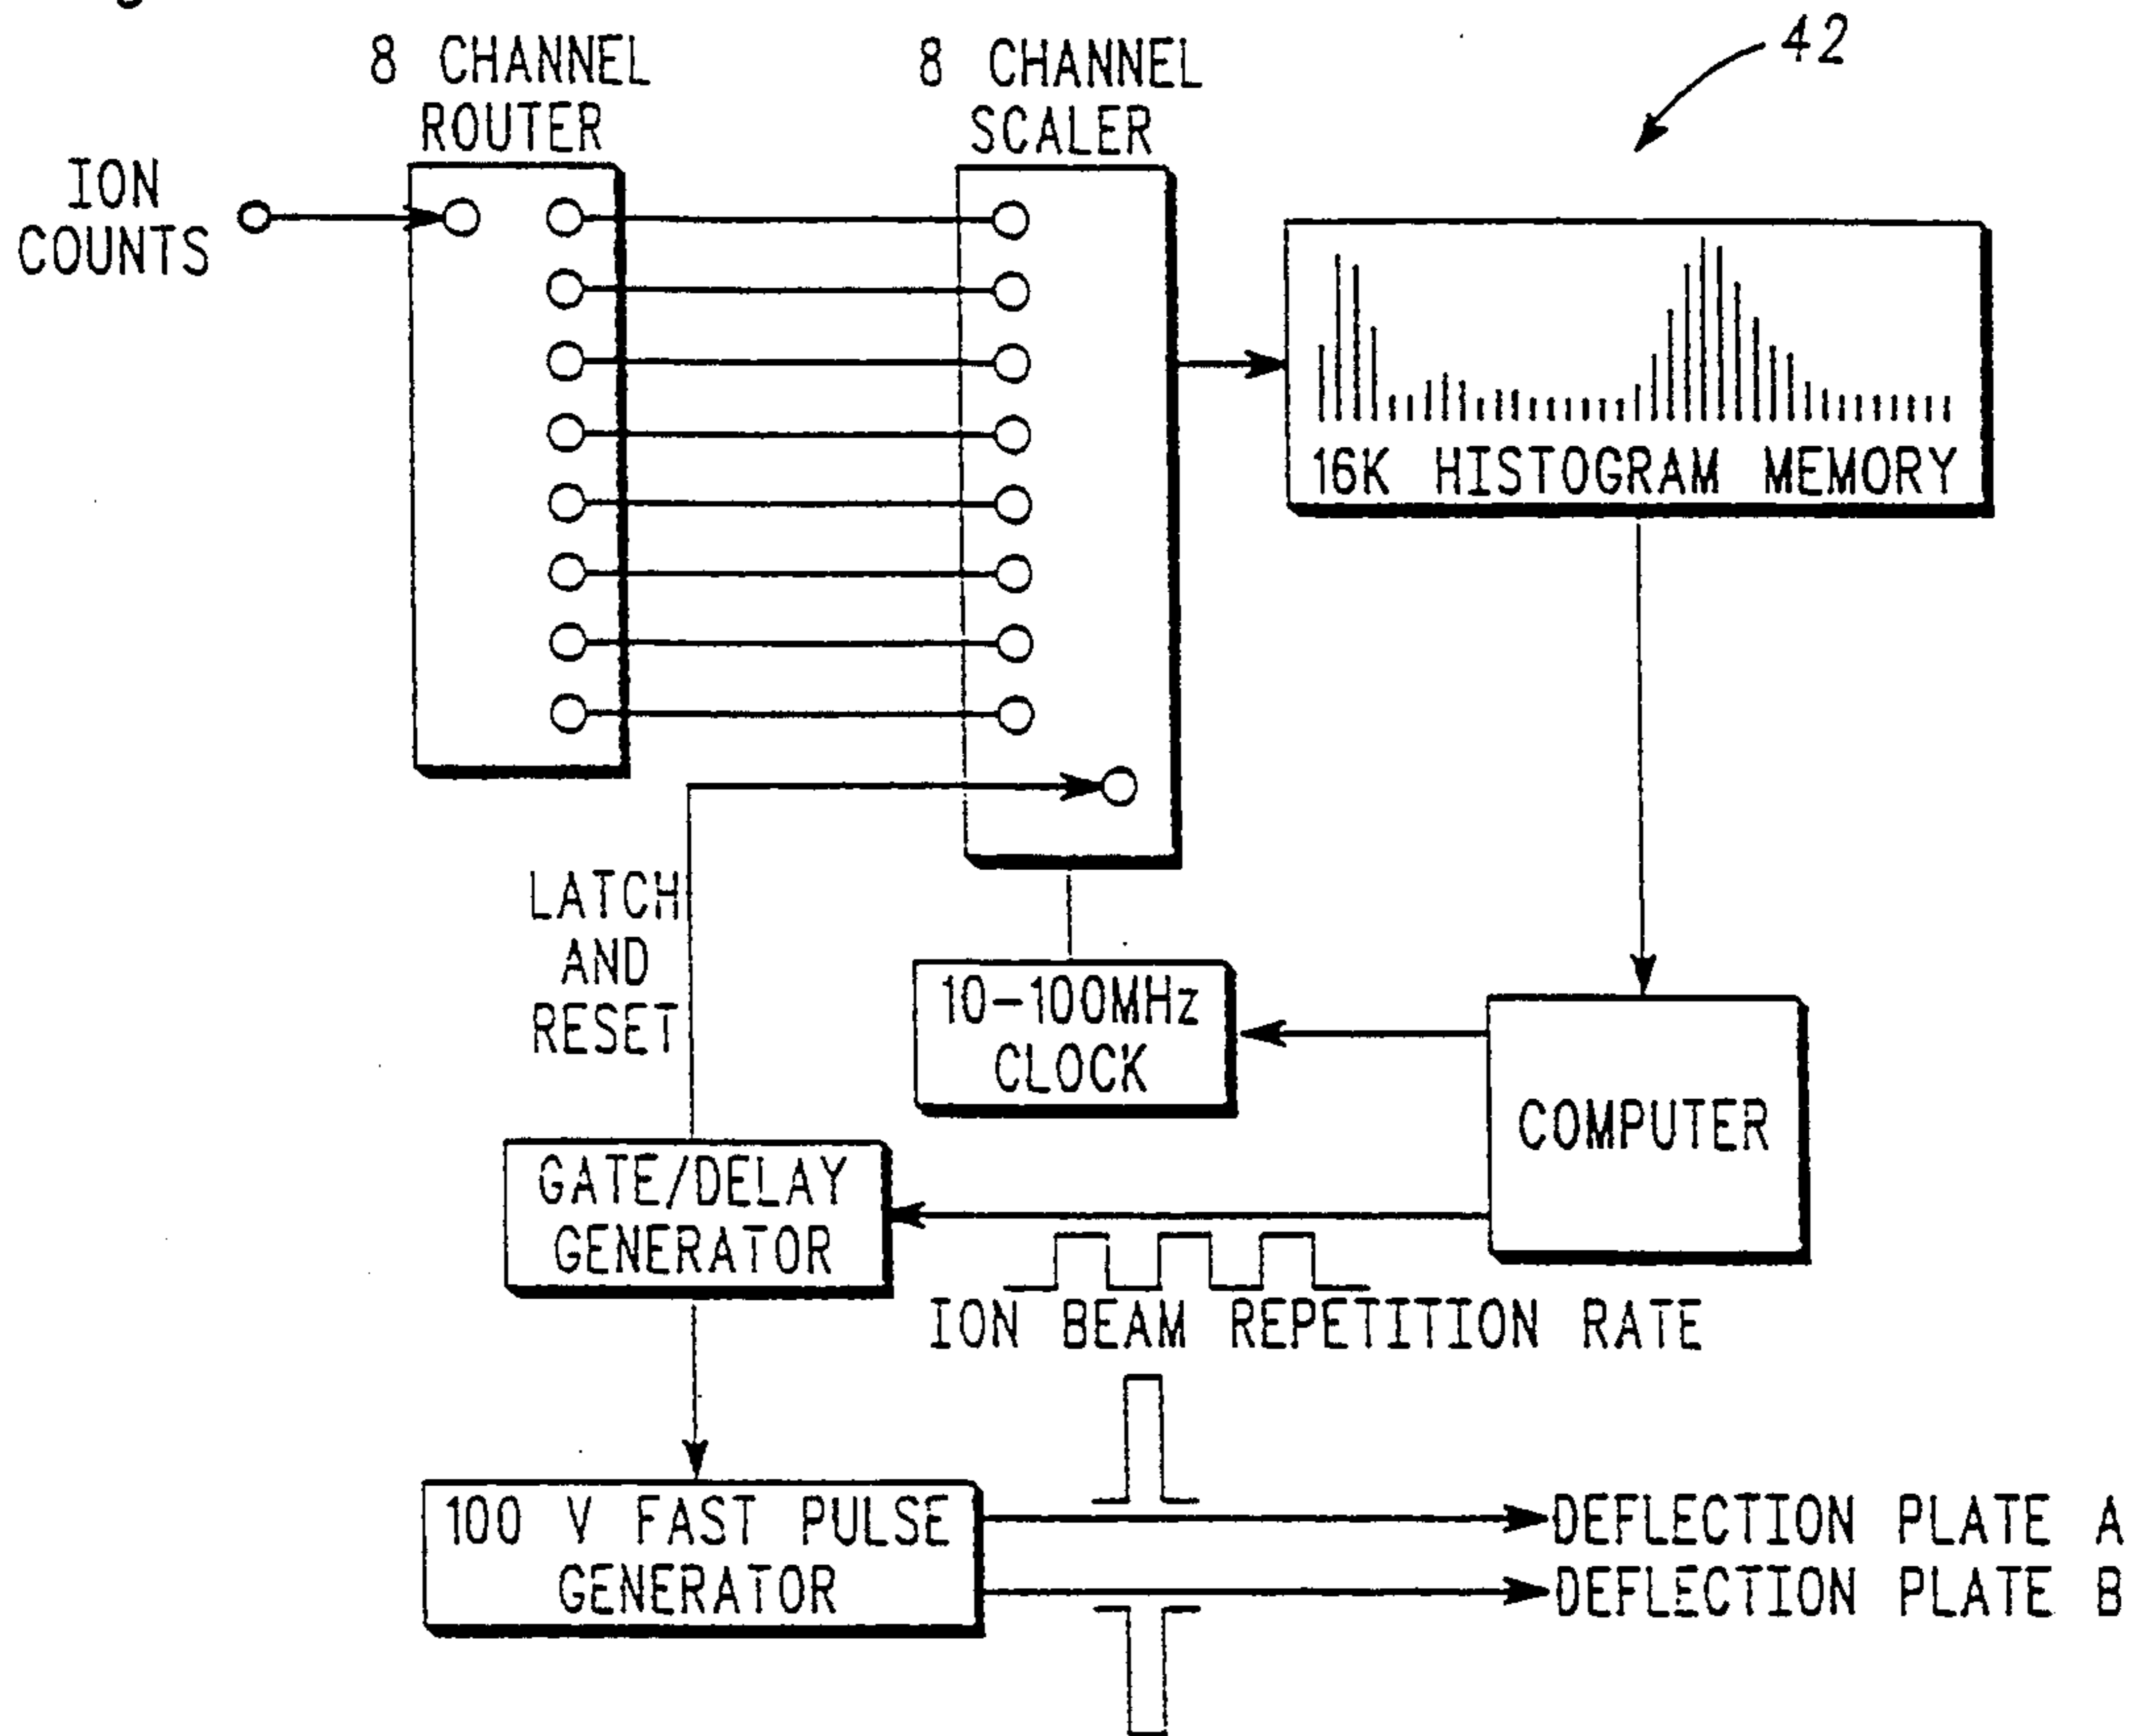 8 CHANNEL
ROUTER
8 CHANNEL
SCALER
42
ION
COUNTS
16K HISTOGRAM MEMORY
LATCH
AND
RESET
10-100MHz
CLOCK
COMPUTER
GATE/DELAY
GENERATOR
ION BEAM REPETITION RATE
100 V FAST PULSE
GENERATOR
DEFLECTION PLATE A
DEFLECTION PLATE B